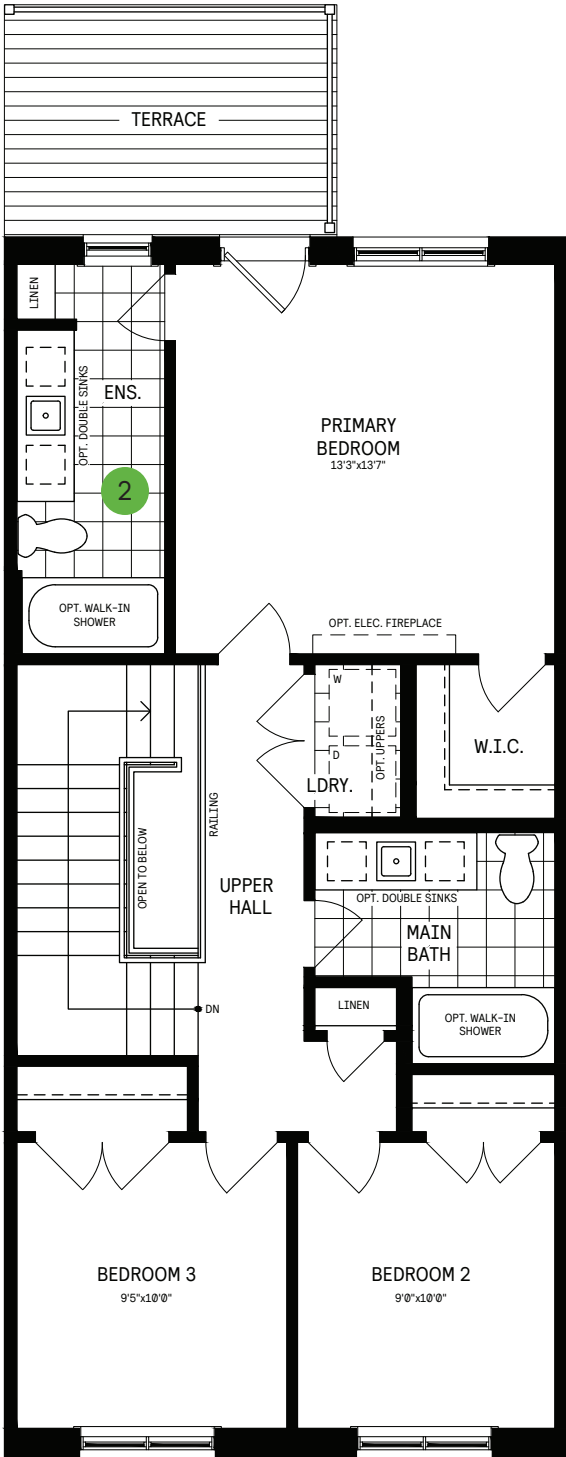 TERRACE
LINEN
OPT. DOUBLE SINKS
ENS.
2
PRIMARY
BEDROOM
13'3"x13'7"
OPT. WALK-IN
SHOWER
OPT. ELEC. FIREPLACE
W
D
OPT. UPPERS
LDRY.
W.I.C.
RAILING
OPEN TO BELOW
UPPER
HALL
OPT. DOUBLE SINKS
MAIN
BATH
DN
LINEN
OPT. WALK-IN
SHOWER
BEDROOM 3
9'5"x10'0"
BEDROOM 2
9'0"x10'0"